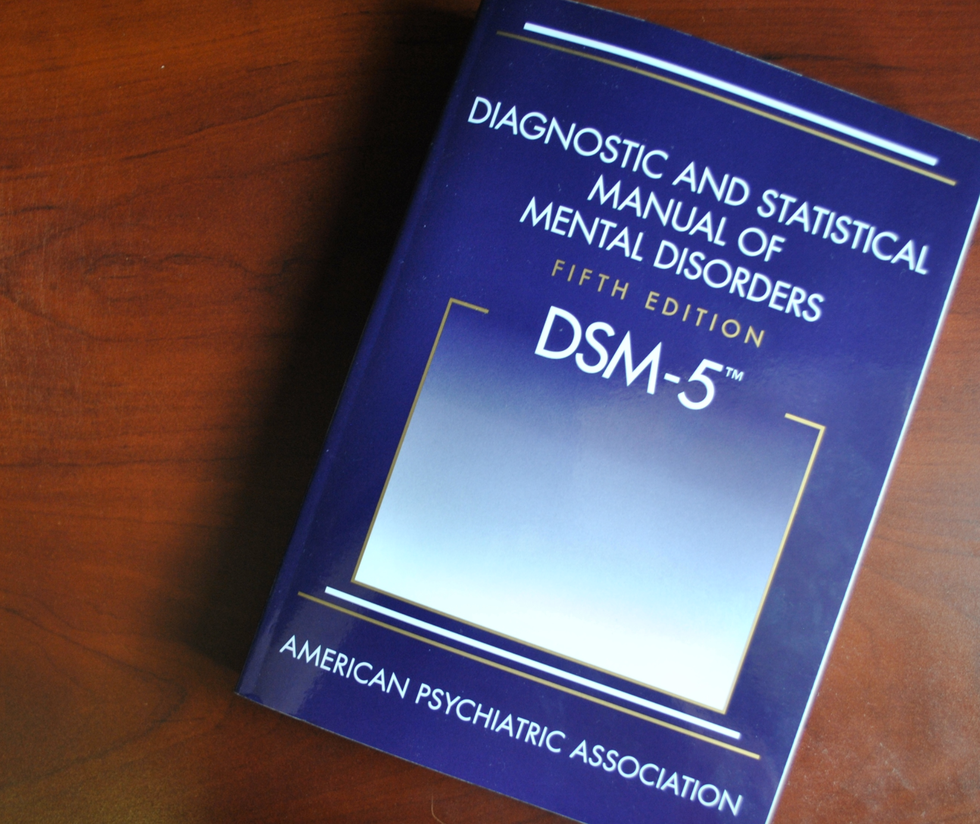 DIAGNOSTIC AND STATISTICAL
MANUAL OF
MENTAL DISORDERS
FIFTH EDITION
DSM-5™
AMERICAN PSYCHIATRIC ASSOCIATION